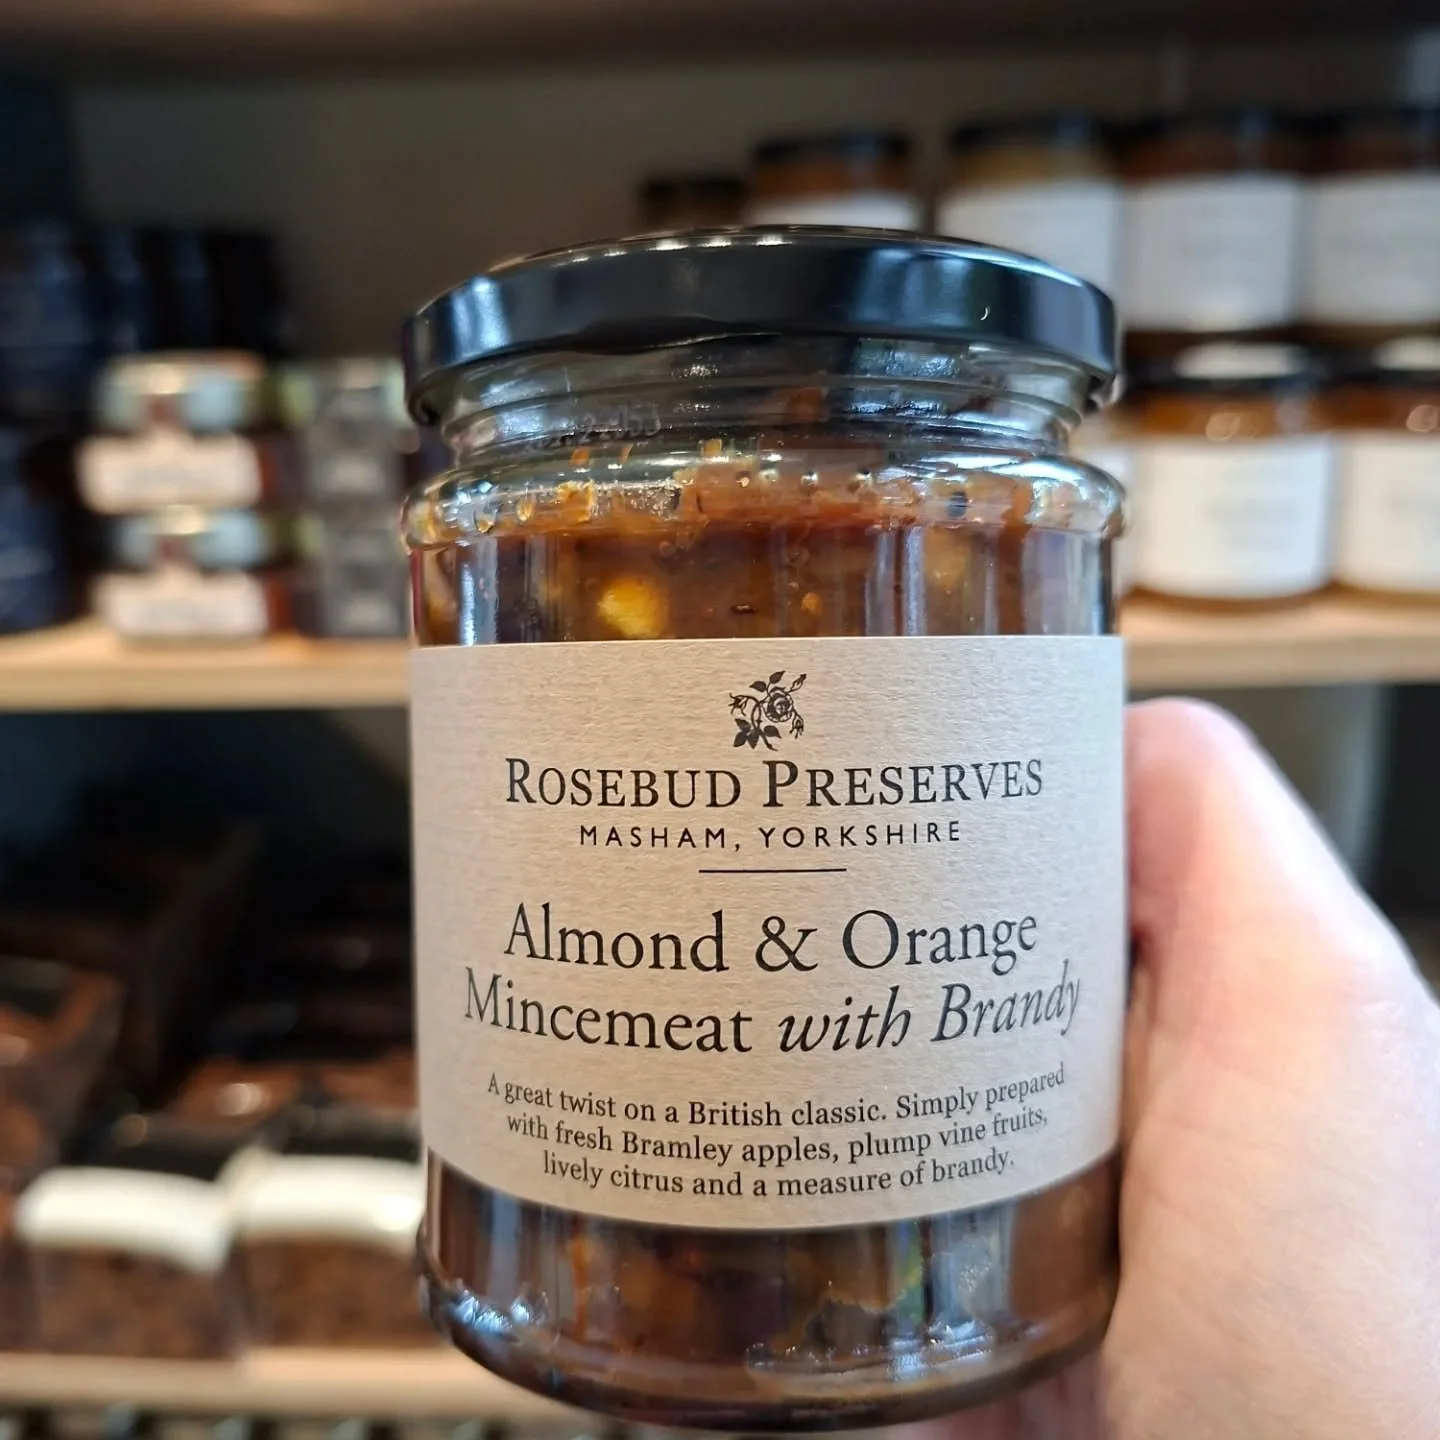 ROSEBUD PRESERVES
MASHAM, YORKSHIRE
Almond & Orange
Mincemeat with Brandy
A great twist on a British classic. Simply prepared
with fresh Bramley apples, plump vine fruits,
lively citrus and a measure of brandy.